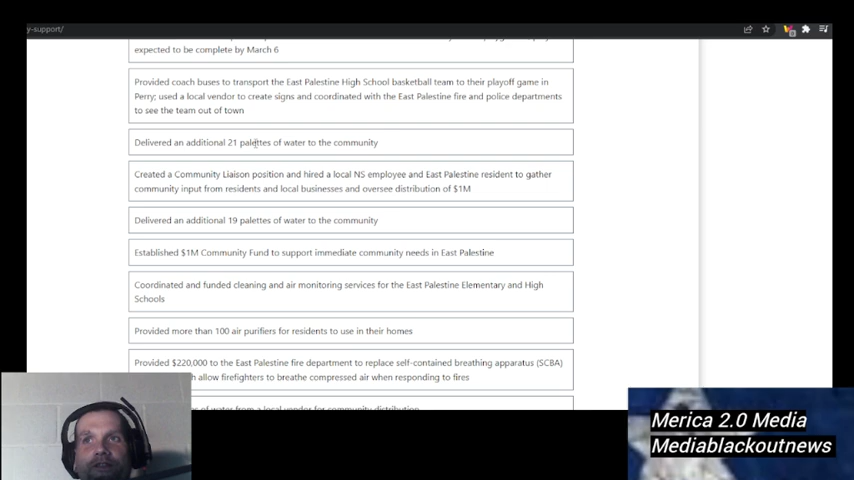 y-support/
expected to be complete by March 6
Provided coach buses to transport the East Palestine High School basketball team to their playoff game in
Perry; used a local vendor to create signs and coordinated with the East Palestine fire and police departments
to see the team out of town
Delivered an additional 21 palettes of water to the community
Created a Community Liaison position and hired a local NS employee and East Palestine resident to gather
community input from residents and local businesses and oversee distribution of $1M
Delivered an additional 19 palettes of water to the community
Established $1M Community Fund to support immediate community needs in East Palestine
Coordinated and funded cleaning and air monitoring services for the East Palestine Elementary and High
Schools
Provided more than 100 air purifiers for residents to use in their homes
Provided $220,000 to the East Palestine fire department to replace self-contained breathing apparatus (SCBA)
allow firefighters to breathe compressed air when responding to fires
of water from a local vendor for community distribution
Merica 2.0 Media
Mediablackoutnews